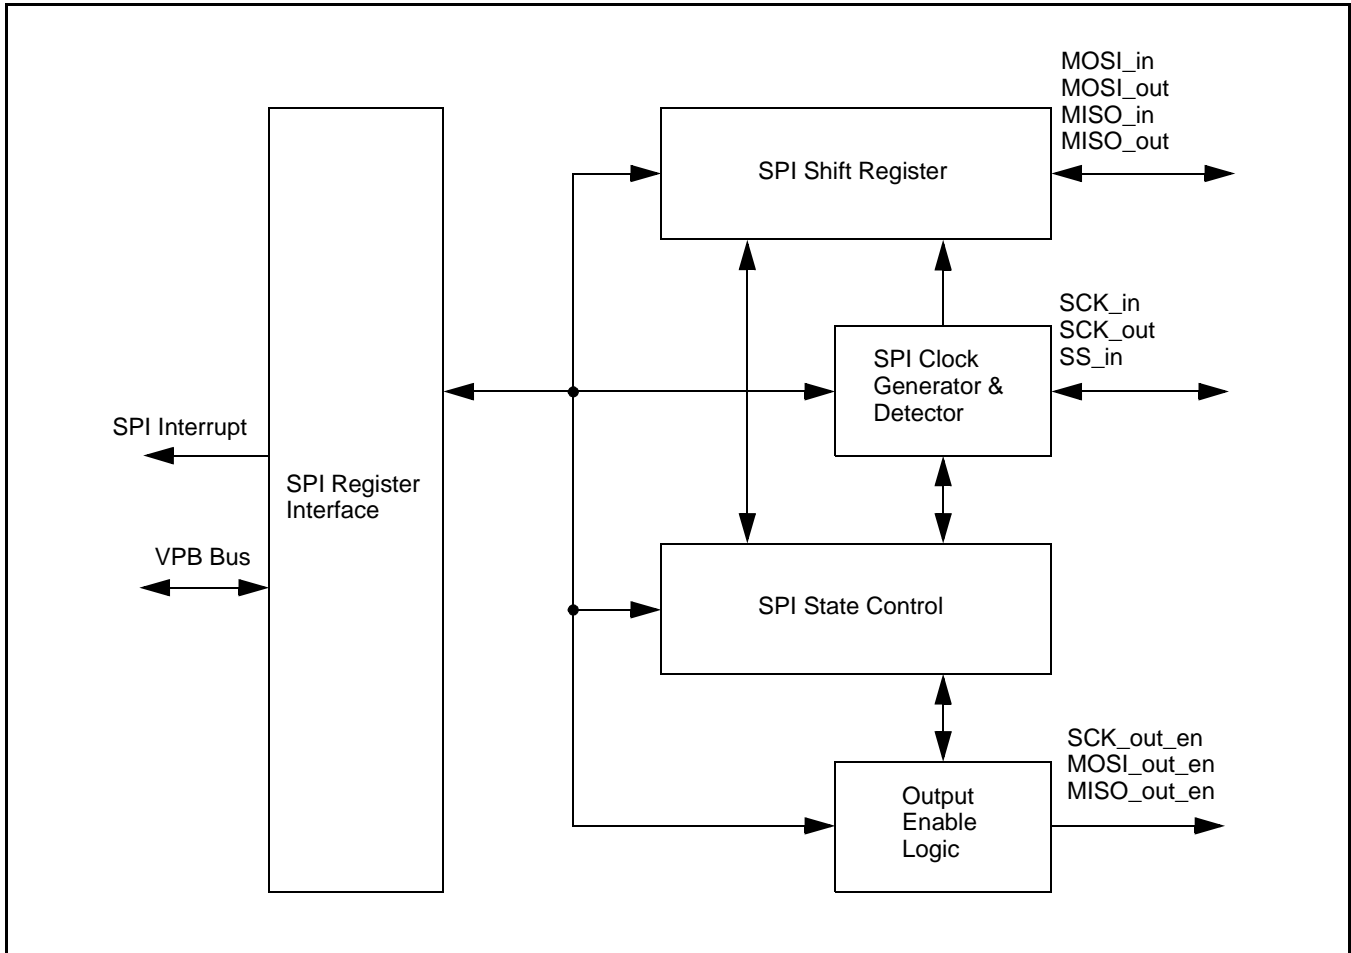 MOSI_in
MOSI_out
MISO_in
MISO_out
SPI Shift Register
SCK_in
SCK_out
SS_in
SPI Clock
Generator &
Detector
SPI Interrupt
SPI Register
Interface
VPB Bus
SPI State Control
SCK_out_en
MOSI_out_en
MISO_out_en
Output
Enable
Logic